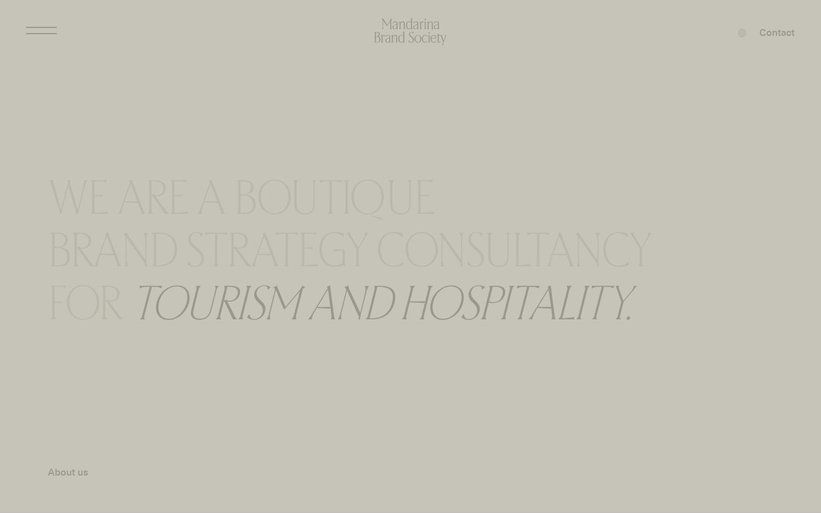 Mandarina
Brand Society
Contact
WE ARE A BOUTIQUE
BRAND STRATEGY CONSULTANCY
FOR TOURISM AND HOSPITALITY.
About us